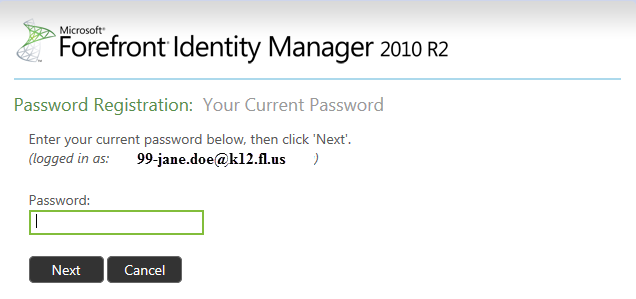 Microsoft®
Forefront® Identity Manager 2010 R2
Password Registration: Your Current Password
Enter your current password below, then click 'Next'.
(logged in as: 99-jane.doe@k12.fl.us )
Password:
Next Cancel